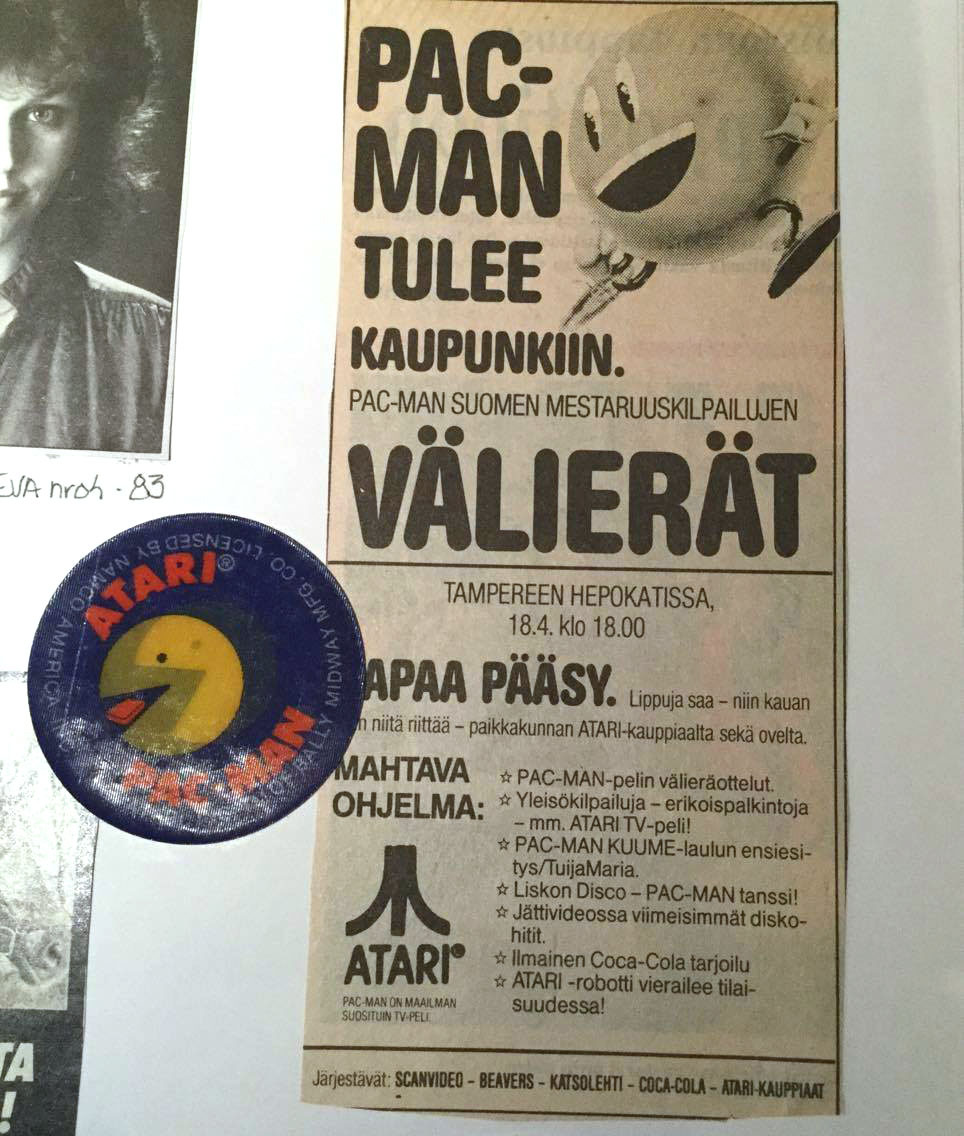 PAC-
MAN
TULEE
KAUPUNKIIN.
PAC-MAN SUOMEN MESTARUUSKILPAILUJEN
VÄLIERÄT
TAMPEREEN HEPOKATISSA,
18.4. klo 18.00
APAA PÄÄSY. Lippuja saa – niin kauan
n niitä riittää – paikkakunnan ATARI-kauppiaalta sekä ovelta.
MAHTAVA
OHJELMA:
☆ PAC-MAN-pelin välieräottelut.
☆ Yleisökilpailuja – erikoispalkintoja
– mm. ATARI TV-peli!
☆ PAC-MAN KUUME-laulun ensiesi-
tys/TuijaMaria.
☆ Liskon Disco – PAC-MAN tanssi!
☆ Jättivideossa viimeisimmät disko-
hitit.
☆ Ilmainen Coca-Cola tarjoilu
☆ ATARI -robotti vierailee tilai-
suudessa!
ATARI®
PAC-MAN ON MAAILMAN
SUOSITUIN TV-PELI.
Järjestävät: SCANVIDEO – BEAVERS – KATSOLEHTI – COCA-COLA – ATARI-KAUPPIAAT
EVA nroh - 83
ATARI®
PAC-MAN
BALLY MIDWAY MFG. CO. LICENSED BY NAMCO AMERICA
TA
!